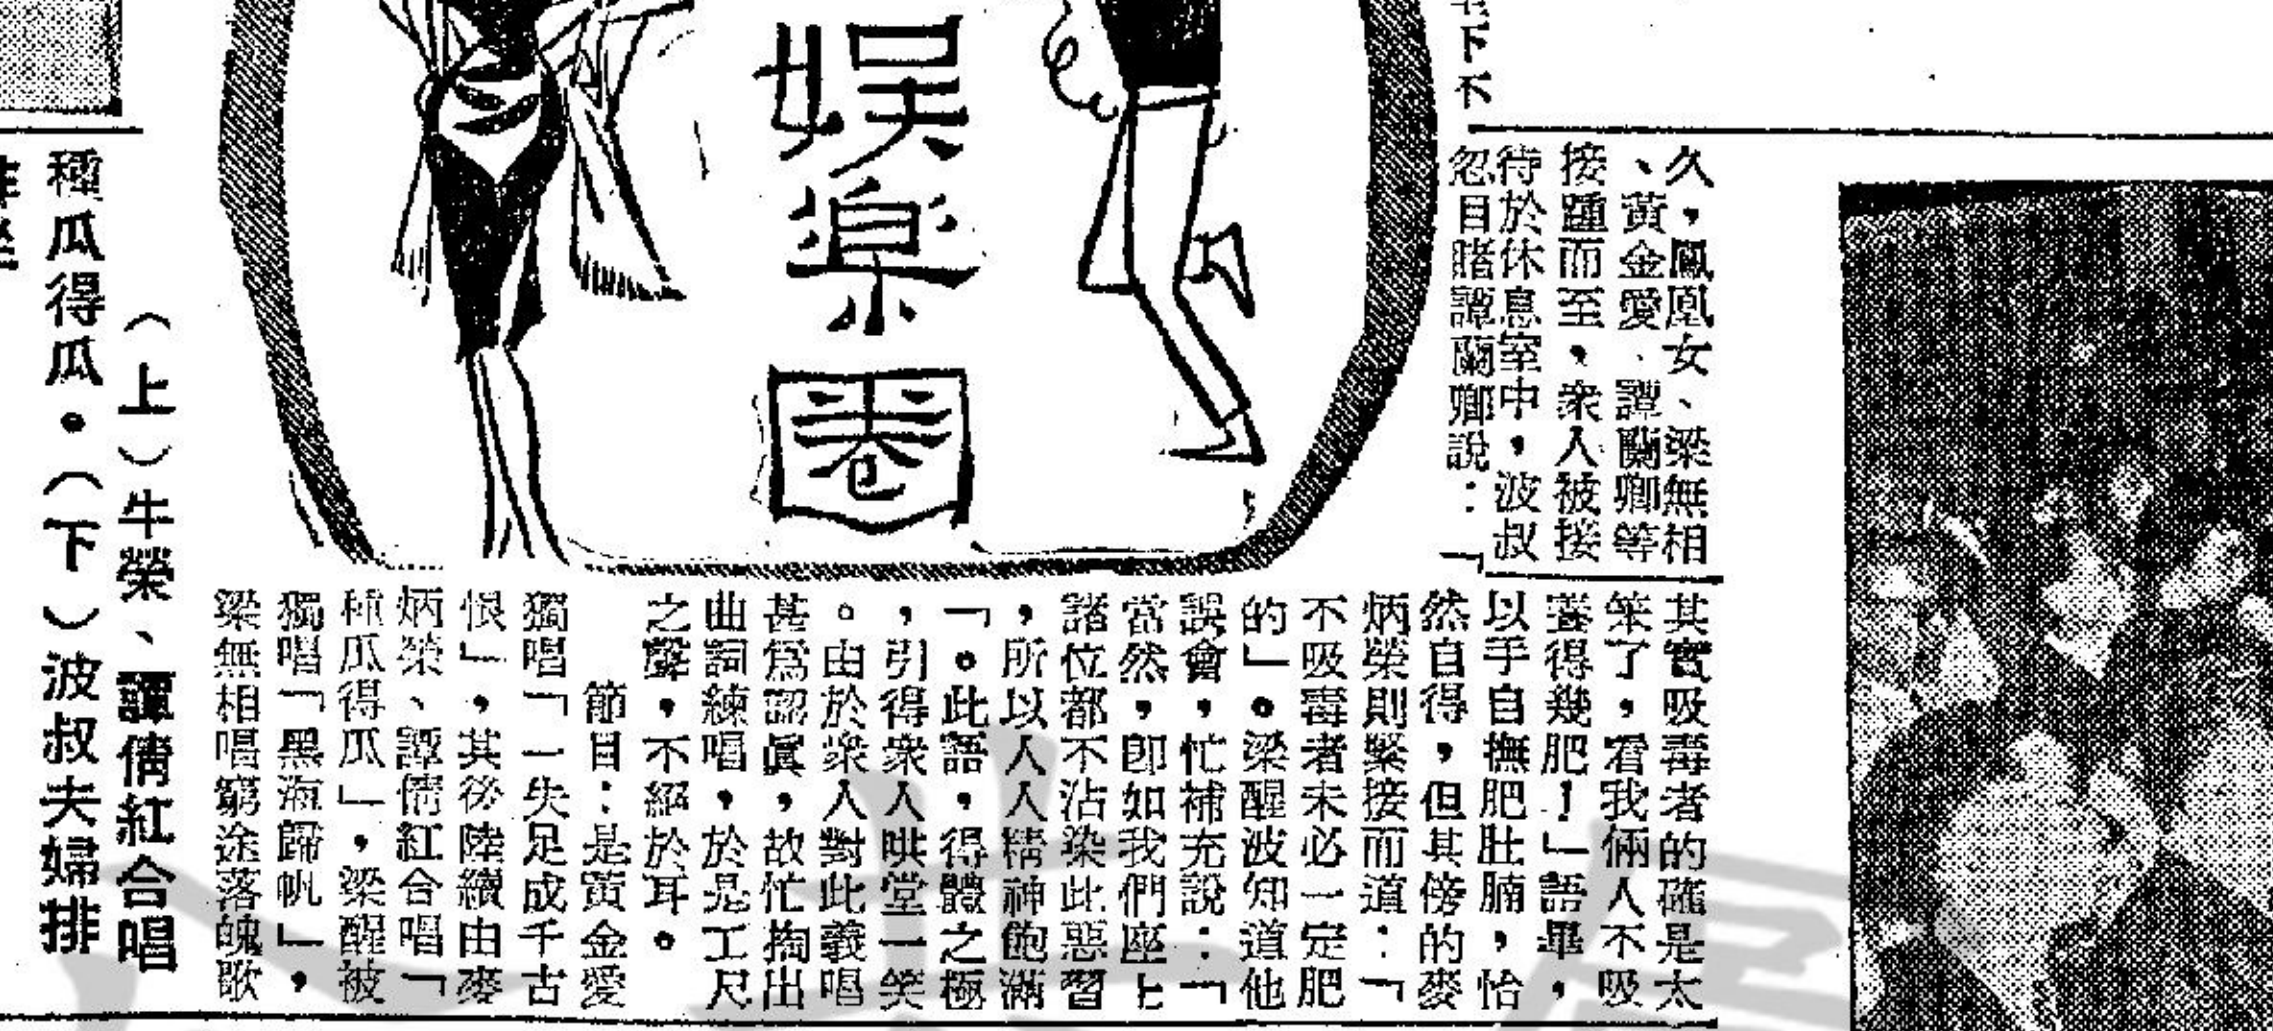 下不
久，鳳凰女、梁無相
、黃金愛、譚蘭卿等
接踵而至，衆人被接
待於休息室中，波叔
忽目睹譚蘭卿說：「
其實吸毒者的確是太
笨了，看我倆人不吸
毒得幾肥！」語畢，
以手自撫肥肚腩，恰
然自得，但其傍的麥
炳榮則緊接而道：「
不吸毒者未必一定肥
的」。梁醒波知道他
誤會，忙補充說：「
當然，即如我們座上
諸位都不沾染此惡習
，所以人人精神飽滿
「。此語，得體之極
，引得衆人哄堂一笑
。由於衆人對此義唱
甚爲認眞，故忙掏出
曲詞練唱，於是工尺
之聲，不絕於耳。
節目：是黃金愛
獨唱「一失足成千古
恨」，其後陸續由麥
炳榮、譚倩紅合唱「
種瓜得瓜」，梁醒被
獨唱「黑海歸帆」，
梁無相唱窮途落魄歌
娛樂圈
（上）牛榮、譚倩紅合唱
種瓜得瓜。（下）波叔夫婦排